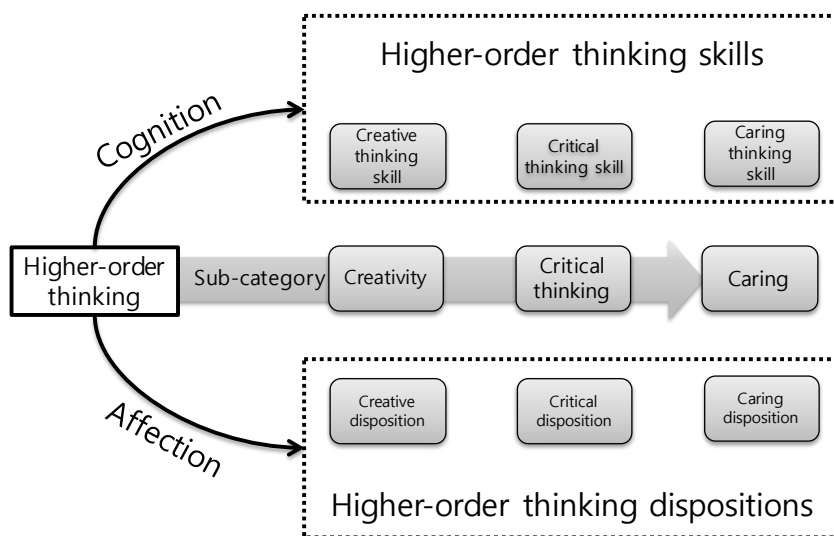 Higher-order thinking skills
Cognition
Creative
thinking
skill
Critical
thinking skill
Caring
thinking
skill
Higher-order
thinking
Sub-category
Creativity
Critical
thinking
Caring
Affection
Creative
disposition
Critical
disposition
Caring
disposition
Higher-order thinking dispositions